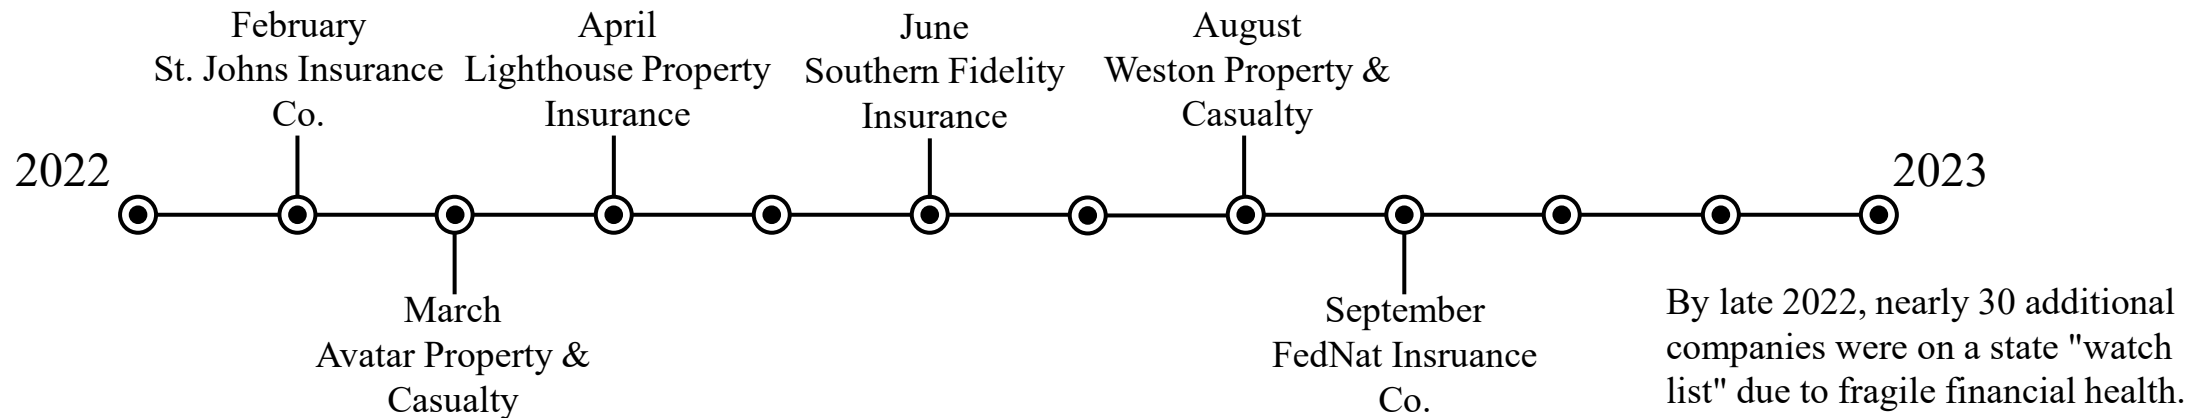 2022
February
St. Johns Insurance
Co.
March
Avatar Property &
Casualty
April
Lighthouse Property
Insurance
June
Southern Fidelity
Insurance
August
Weston Property &
Casualty
September
FedNat Insruance
Co.
2023
By late 2022, nearly 30 additional
companies were on a state "watch
list" due to fragile financial health.